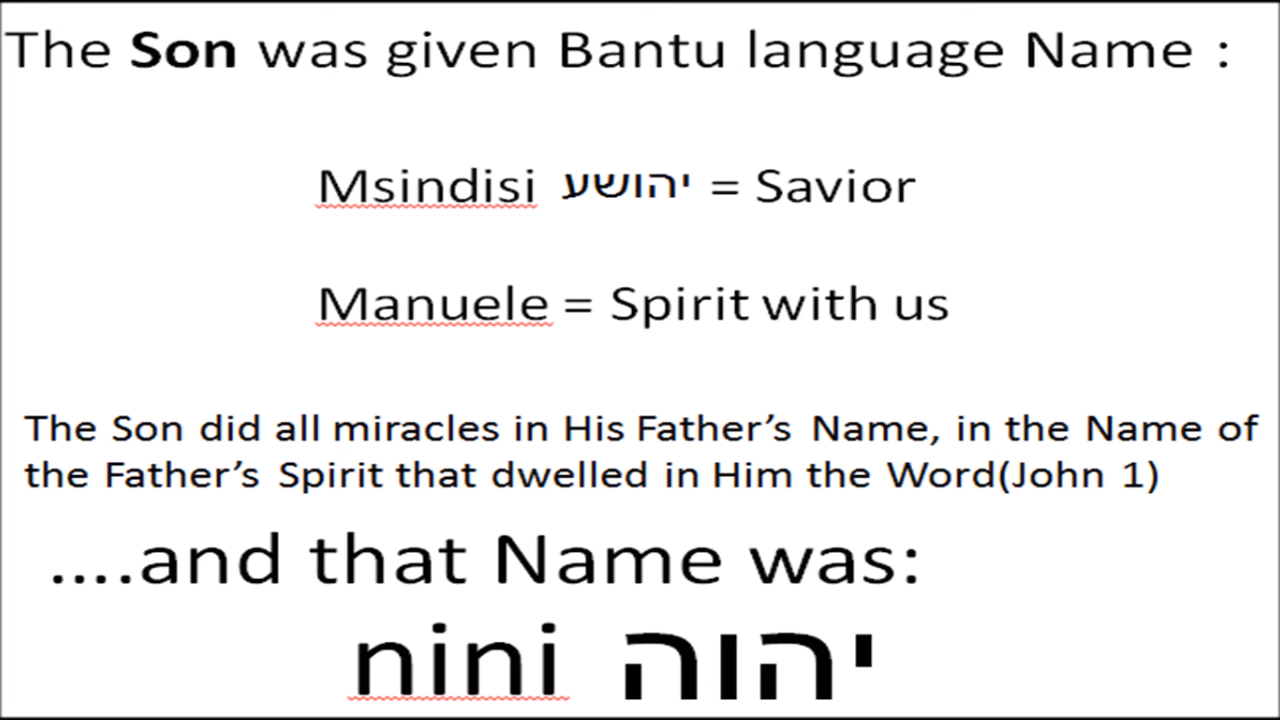 The Son was given Bantu language Name :
Msindisi יהושע = Savior
Manuele = Spirit with us
The Son did all miracles in His Father’s Name, in the Name of
the Father’s Spirit that dwelled in Him the Word(John 1)
....and that Name was:
nini יהוה